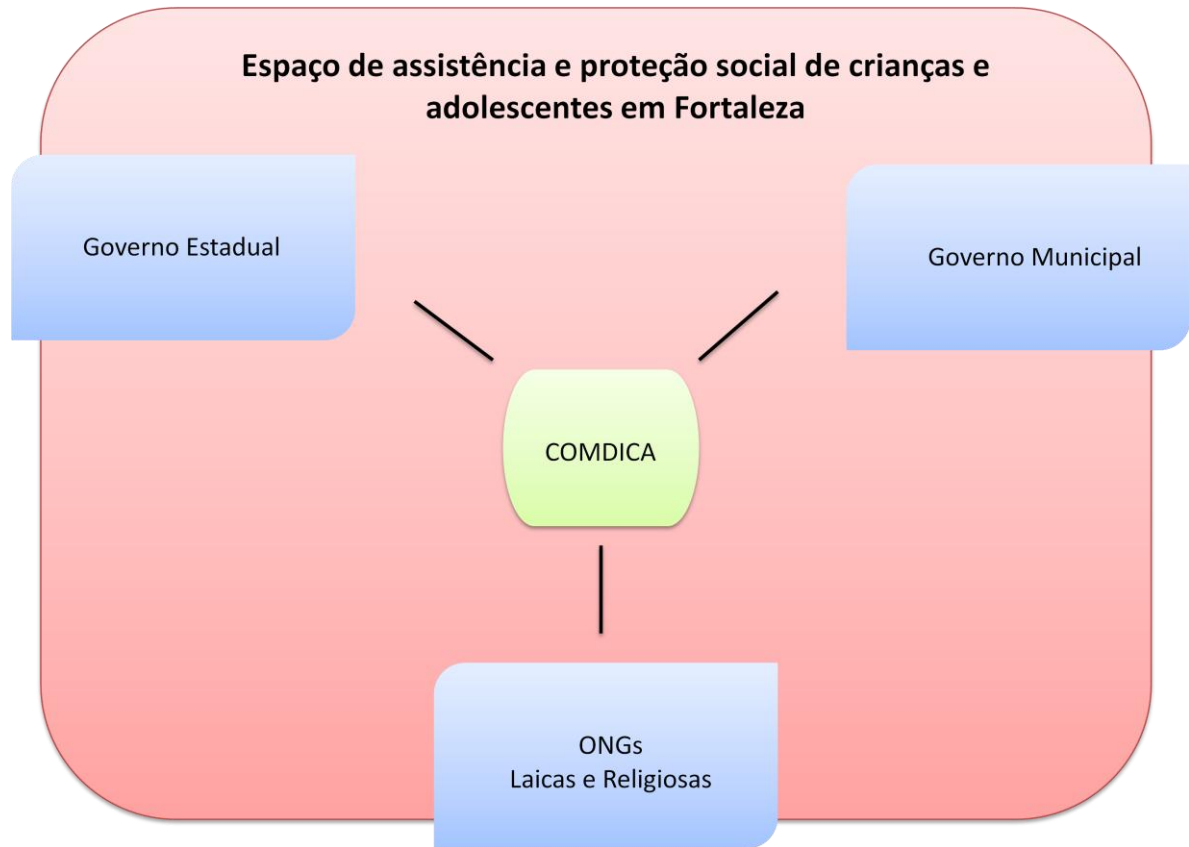 Espaço de assistência e proteção social de crianças e
adolescentes em Fortaleza
Governo Estadual
Governo Municipal
COMDICA
ONGs
Laicas e Religiosas